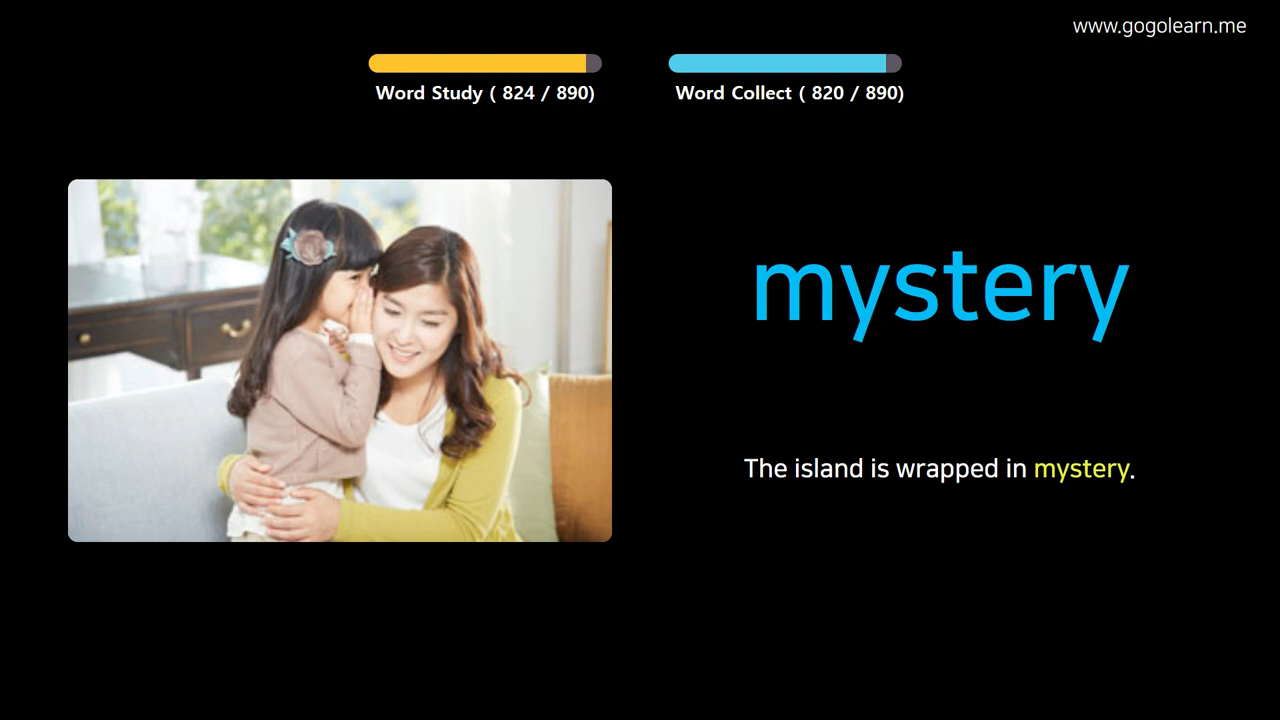 www.gogolearn.me
Word Study ( 824 / 890)
Word Collect ( 820 / 890)
mystery
The island is wrapped in mystery.